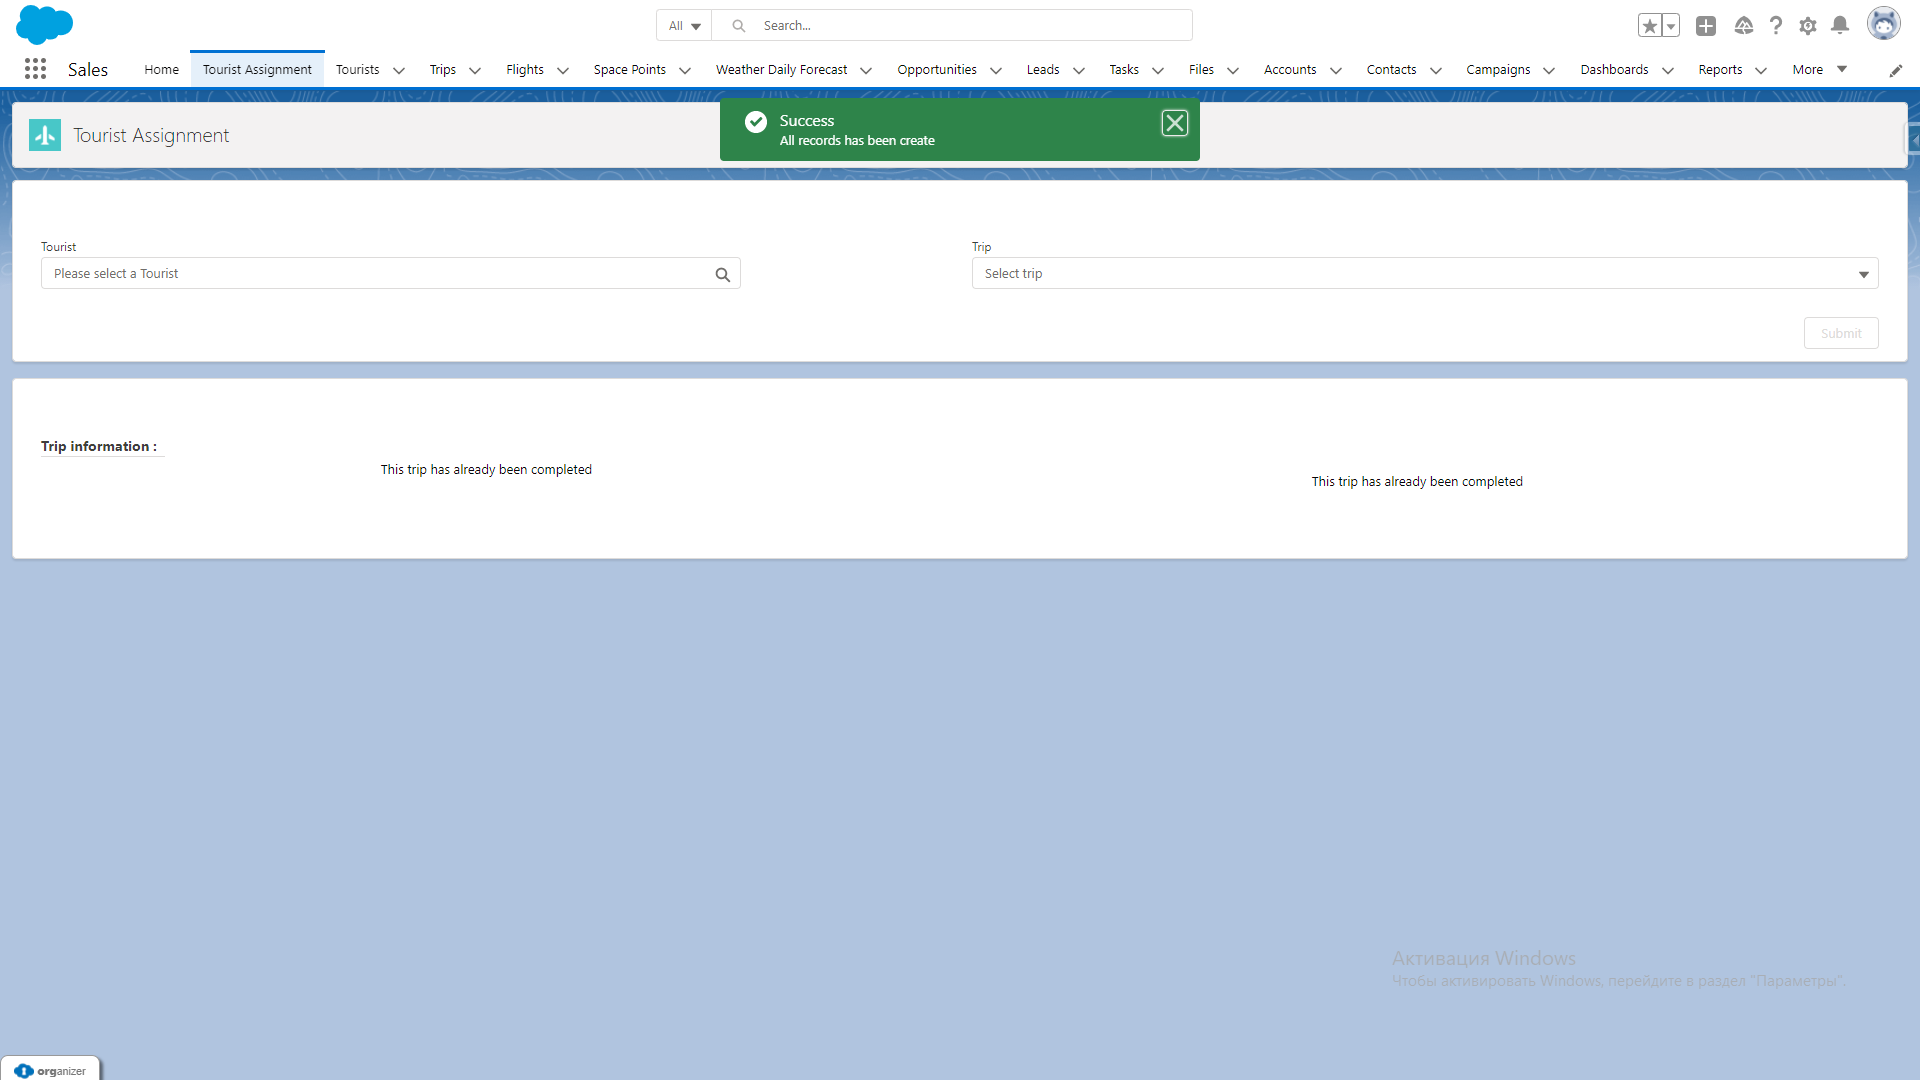 All
Search...
Sales
Home
Tourist Assignment
Tourists
Trips
Flights
Space Points
Weather Daily Forecast
Opportunities
Leads
Tasks
Files
Accounts
Contacts
Campaigns
Dashboards
Reports
More
Success
All records has been create
Tourist Assignment
Tourist
Trip
Please select a Tourist
Select trip
Submit
Trip information :
This trip has already been completed
This trip has already been completed
Активация Windows
Чтобы активировать Windows, перейдите в раздел "Параметры".
organizer